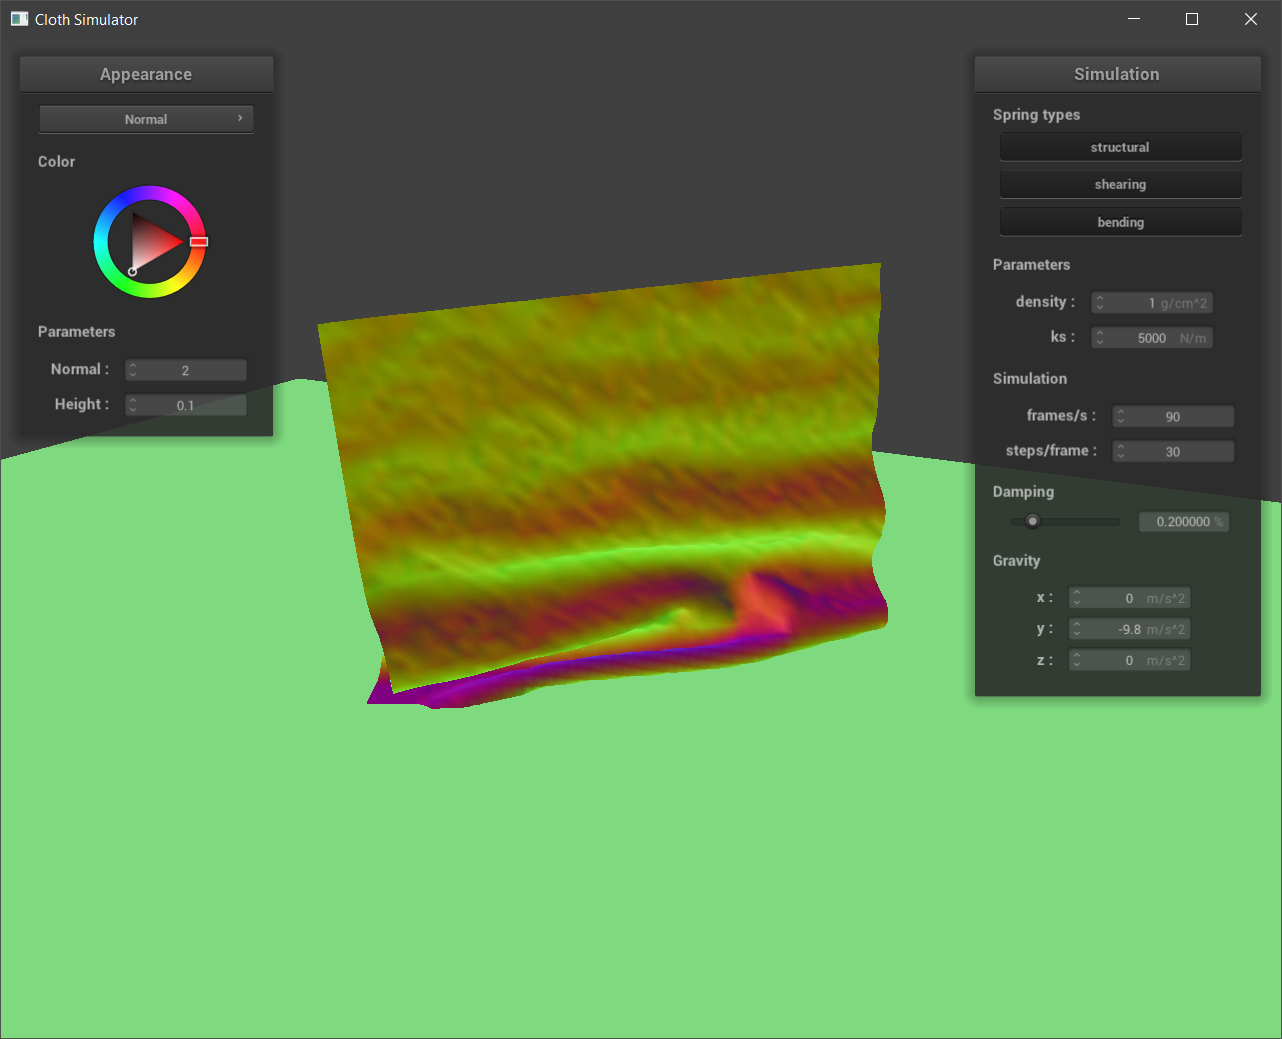 Cloth Simulator
Appearance
Normal
Color
Parameters
Normal : 2
Height : 0.1
Simulation
Spring types
structural
shearing
bending
Parameters
density : 1 g/cm^2
ks : 5000 N/m
Simulation
frames/s : 90
steps/frame : 30
Damping
0.200000 %
Gravity
x : 0 m/s^2
y : -9.8 m/s^2
z : 0 m/s^2